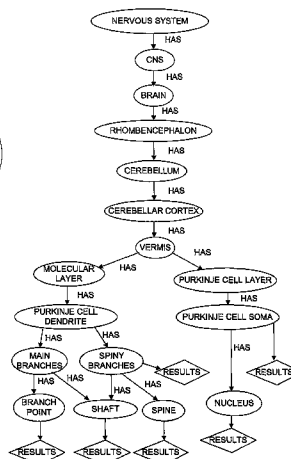 NERVOUS SYSTEM
HAS
CNS
HAS
BRAIN
HAS
RHOMBENCEPHALON
HAS
CEREBELLUM
HAS
CEREBELLAR CORTEX
HAS
VERMIS
HAS
HAS
MOLECULAR
LAYER
PURKINJE CELL LAYER
HAS
HAS
PURKINJE CELL
DENDRITE
PURKINJE CELL SOMA
HAS
HAS
MAIN
BRANCHES
SPINY
BRANCHES
HAS
RESULTS
RESULTS
HAS
HAS
HAS
HAS
BRANCH
POINT
SHAFT
SPINE
NUCLEUS
RESULTS
RESULTS
RESULTS
RESULTS